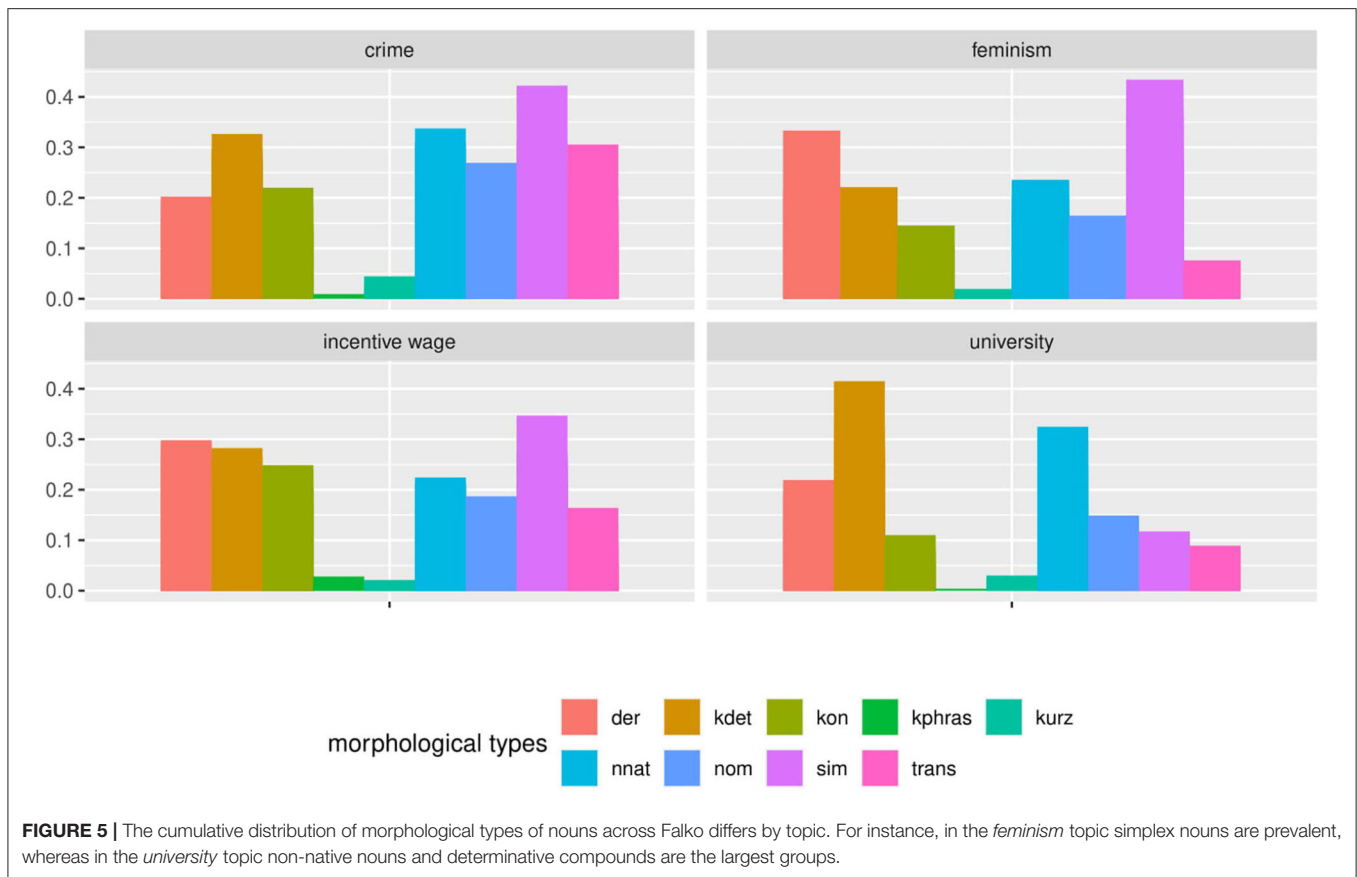 crime
feminism
0.4
0.3
0.2
0.1
0.0
incentive wage
university
0.4
0.3
0.2
0.1
0.0
morphological types
der kdet kon kphras kurz
nnat nom sim trans
FIGURE 5 | The cumulative distribution of morphological types of nouns across Falko differs by topic. For instance, in the feminism topic simplex nouns are prevalent,
whereas in the university topic non-native nouns and determinative compounds are the largest groups.